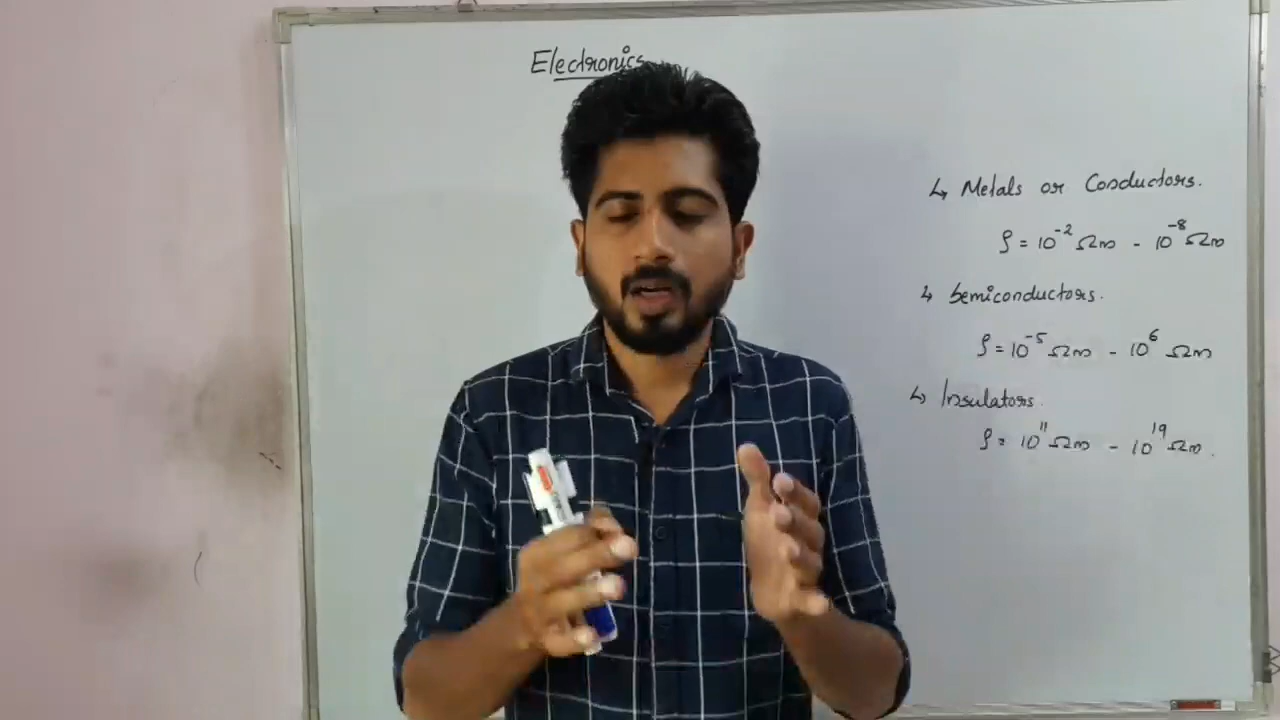 Electronics
↳ Metals or Conductors.
ρ = 10⁻² Ωm - 10⁻⁸ Ωm
↳ Semiconductors.
ρ = 10⁻⁵ Ωm - 10⁶ Ωm
↳ Insulators.
ρ = 10¹¹ Ωm - 10¹⁹ Ωm.